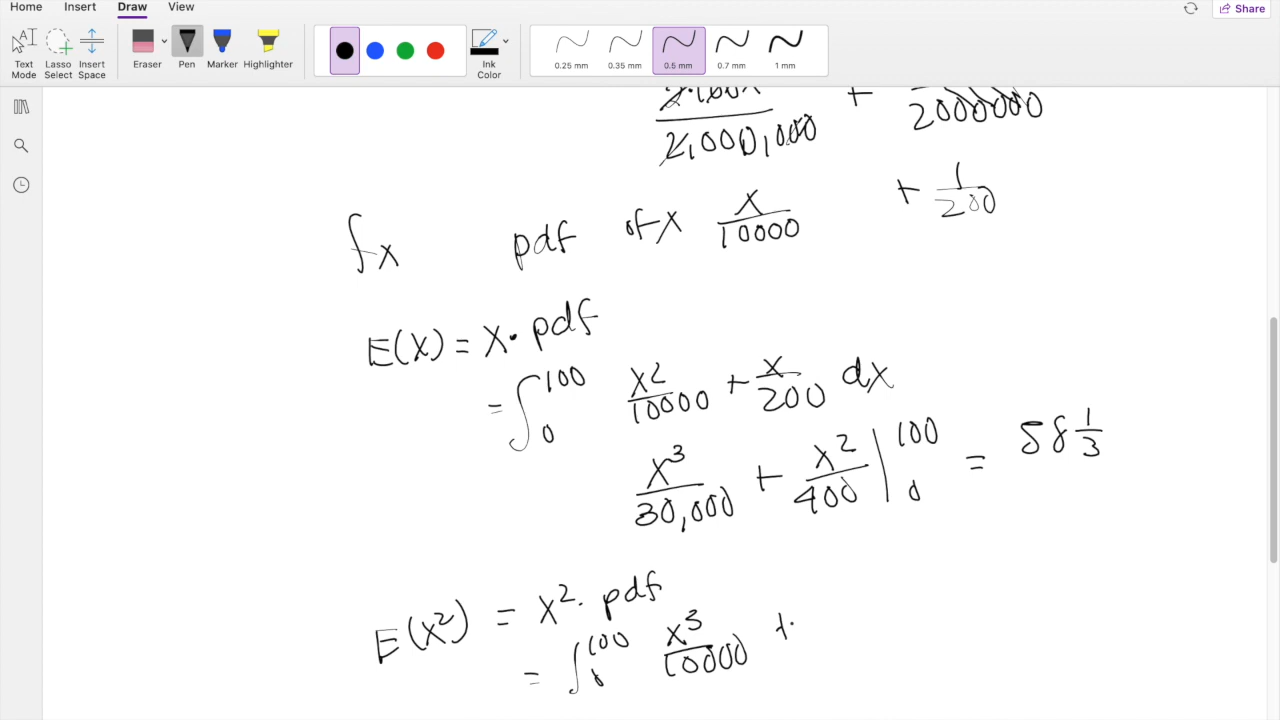 Home Insert Draw View Share
Text Mode Lasso Select Insert Space Eraser Pen Marker Highlighter Ink Color 0.25 mm 0.35 mm 0.5 mm 0.7 mm 1 mm
2,000,000 + 2000000
fx pdf of X x/10000 + 1/200
E(X) = X · pdf
= ∫₀¹⁰⁰ x²/10000 + x/200 dx
x³/30,000 + x²/400 |₀¹⁰⁰ = 58 1/3
E(X²) = X² · pdf
= ∫₀¹⁰⁰ x³/10000 +